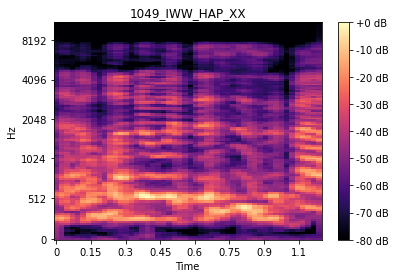 1049_IWW_HAP_XX
Hz
8192
4096
2048
1024
512
0
0 0.15 0.3 0.45 0.6 0.75 0.9 1.1
Time
+0 dB
-10 dB
-20 dB
-30 dB
-40 dB
-50 dB
-60 dB
-70 dB
-80 dB